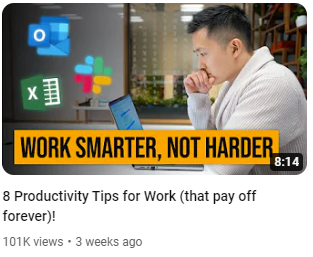 WORK SMARTER, NOT HARDER
8:14
8 Productivity Tips for Work (that pay off
forever)!
101K views • 3 weeks ago